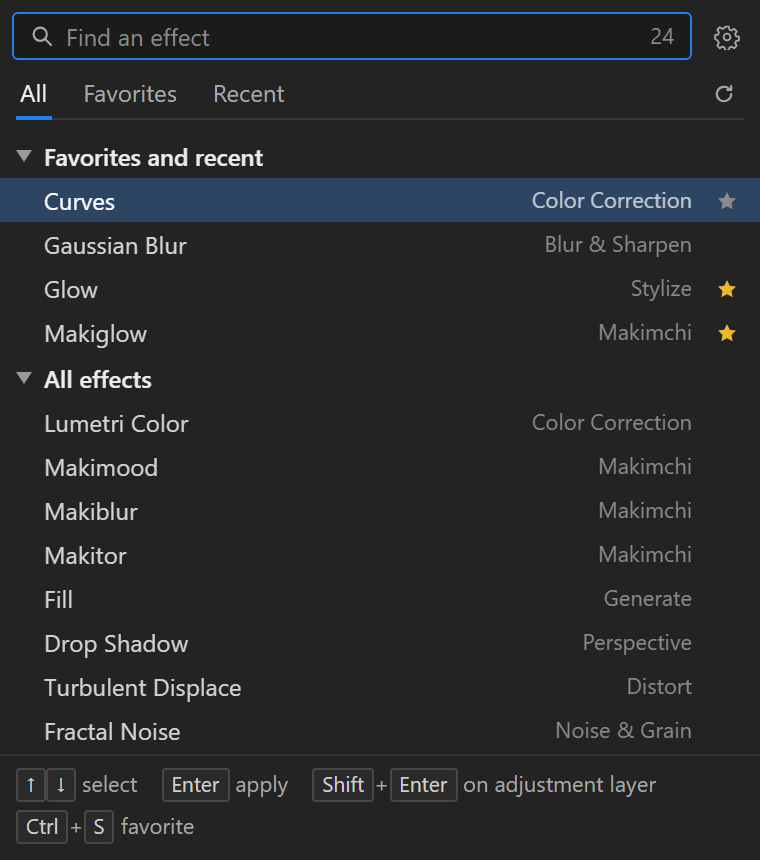 Find an effect 24
All Favorites Recent
Favorites and recent
Curves Color Correction
Gaussian Blur Blur & Sharpen
Glow Stylize
Makiglow Makimchi
All effects
Lumetri Color Color Correction
Makimood Makimchi
Makiblur Makimchi
Makitor Makimchi
Fill Generate
Drop Shadow Perspective
Turbulent Displace Distort
Fractal Noise Noise & Grain
↑ ↓ select Enter apply Shift + Enter on adjustment layer
Ctrl + S favorite